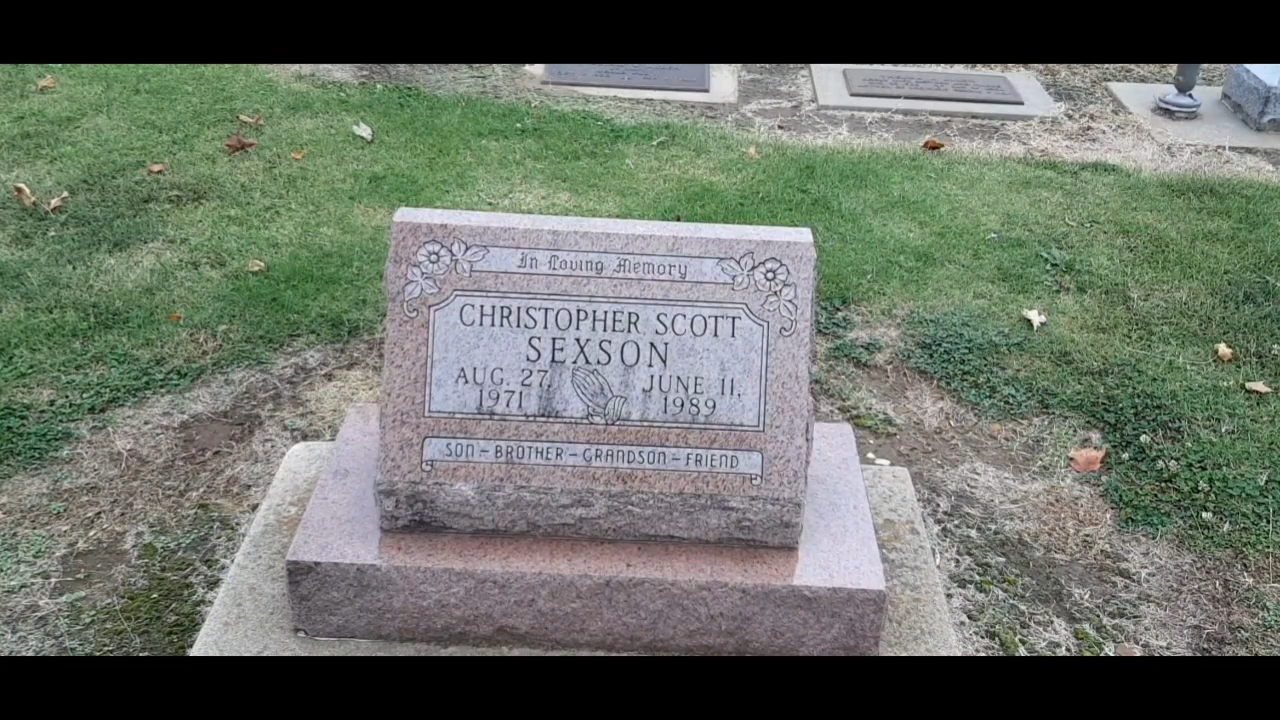 In Loving Memory
CHRISTOPHER SCOTT
SEXSON
AUG. 27, JUNE 11,
1971 1989
SON – BROTHER – GRANDSON – FRIEND